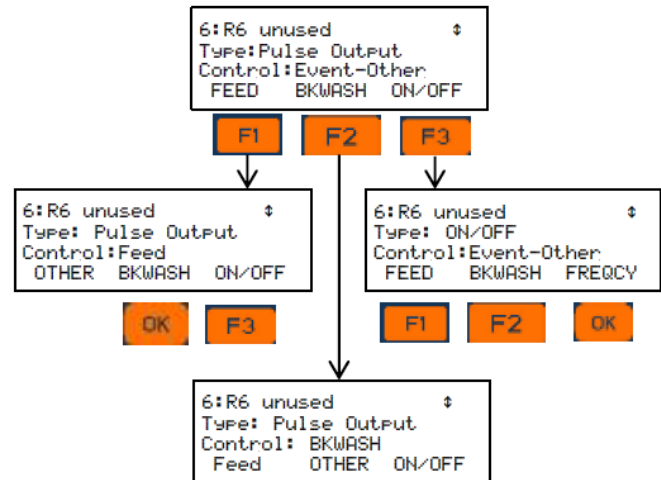 6:R6 unused ↕
Type:Pulse Output
Control:Event-Other
FEED BKWASH ON/OFF
F1 F2 F3
6:R6 unused ↕
Type: Pulse Output
Control:Feed
OTHER BKWASH ON/OFF
OK F3
6:R6 unused ↕
Type: ON/OFF
Control:Event-Other
FEED BKWASH FREQCY
F1 F2 OK
6:R6 unused ↕
Type: Pulse Output
Control: BKWASH
Feed OTHER ON/OFF